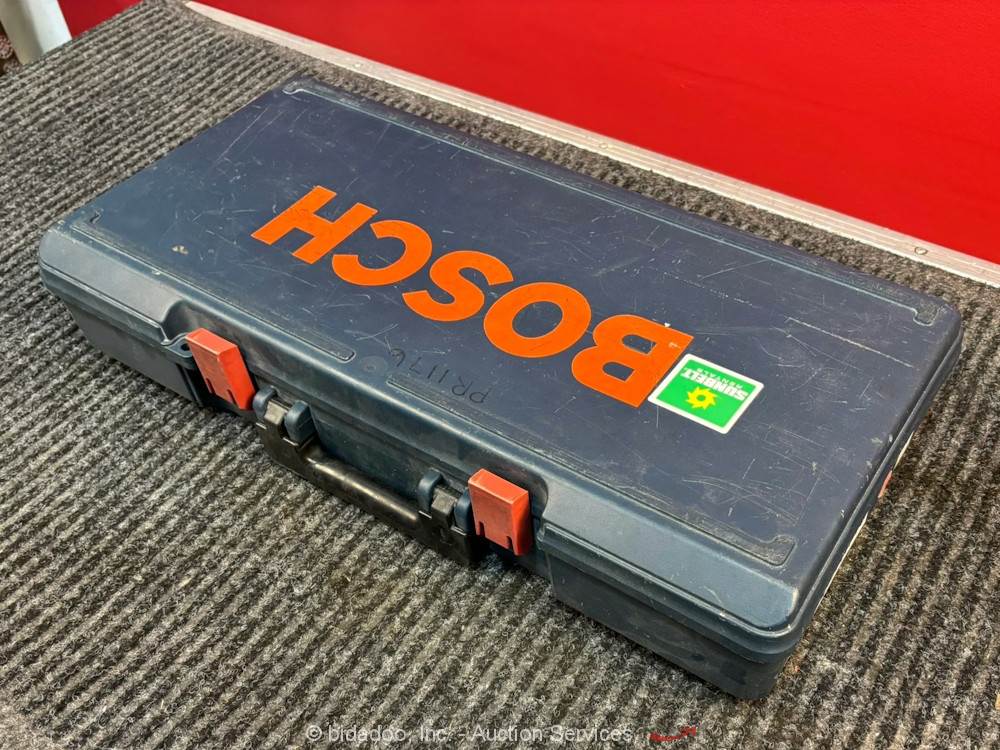 BOSCH
SUNBELT
RENTALS
PR1176
© bidadoo, Inc. - Auction Services